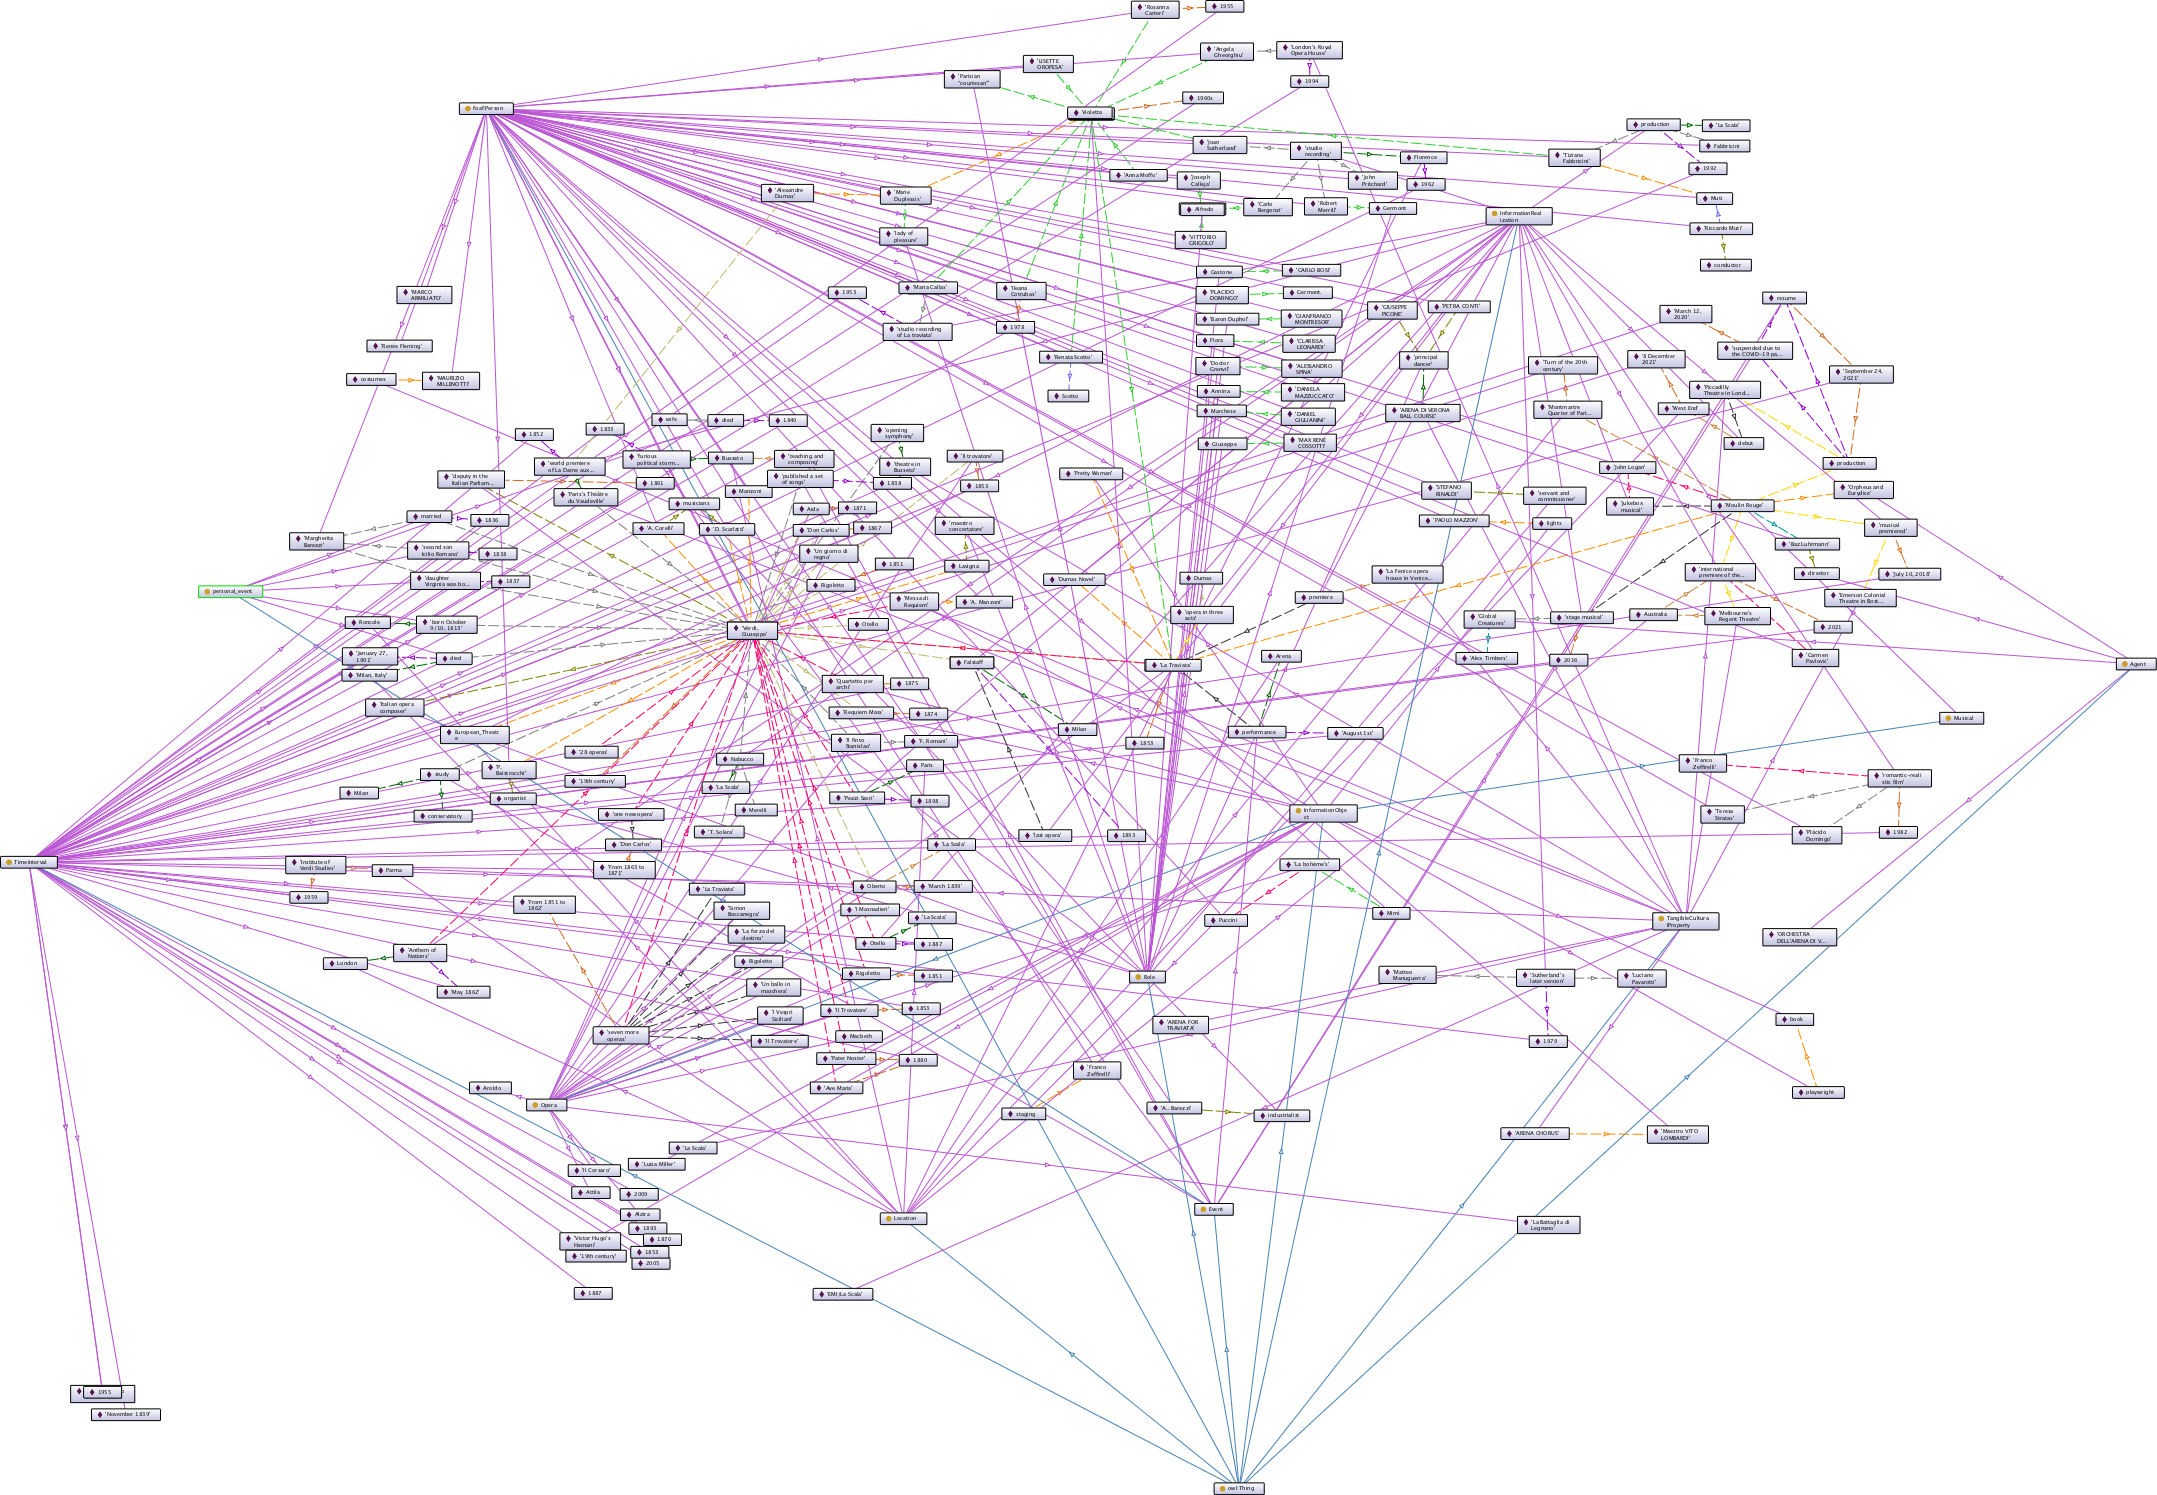 'Rosanna
Carteri'
1955
'LISETTE
OROPESA'
'Angela
Gheorghiu'
'London's Royal
Opera House'
'Parisian
"courtesan"'
1994
foaf:Person
Violetta
1960s
production
'La Scala'
'Joan
Sutherland'
'studio
recording'
Florence
'Tiziana
Fabbricini'
Fabbricini
1992
'Anna Moffo'
'Joseph
Calleja'
'John
Pritchard'
1962
'Alexandre
Dumas'
'Marie
Duplessis'
Alfredo
'Carlo
Bergonzi'
'Robert
Merrill'
Germont
Muti
InformationReal
ization
'Riccardo Muti'
'lady of
pleasure'
'VITTORIO
GRIGOLO'
conductor
Gastone
'CARLO BOSI'
'MARCO
ARMILIATO'
1953
'Maria Callas'
'Ileana
Cotrubas'
'PLÁCIDO
DOMINGO'
Germont.
'GIUSEPPE
PICONE'
'PETRA CONTI'
'March 12,
2020'
resume
'studio recording
of La traviata'
1978
'Baron Duphol'
'GIANFRANCO
MONTRESOR'
'Renée Fleming'
'Renata Scotto'
Flora
'CLARISSA
LEONARDI'
'principal
dancer'
'Turn of the 20th
century'
'8 December
2021'
'suspended due to
the COVID-19 pa...
costumes
'MAURIZIO
MILLENOTTI'
'Doctor
Grenvil'
'ALESSANDRO
SPINA'
'September 24,
2021'
Scotto
Annina
'DANIELA
MAZZUCCATO'
'Piccadilly
Theatre in Lond...
Marchese
'DANIEL
GIULIANINI'
'ARENA DI VERONA
BALL. COURSE'
'Montmartre
Quarter of Pari...
'West End'
wife
died
1840
1833
1852
'opening
symphony'
Giuseppe
'MAX RENÉ
COSSOTTI'
debut
'world premiere
of La Dame aux...
'furious
political storm...
Busseto
'teaching and
composing'
'theatre in
Busseto'
'Il trovatore'
'Pretty Woman'
'John Logan'
production
'deputy in the
Italian Parliam...
1861
'published a set
of songs'
1838
1853
'STEFANO
RINALDI'
'servant and
commissioner'
'Orpheus and
Eurydice'
'Paris's Théâtre
du Vaudeville'
musicians
Manzoni
Aida
1871
'jukebox
musical'
'Moulin Rouge'
married
1836
'A. Corelli'
'D. Scarlatti'
'Don Carlos'
1867
'maestro
concertatore'
'PAOLO MAZZON'
lights
'musical
premiered'
'Margherita
Barezzi'
'second son
Icilio Romano'
1838
'Un giorno di
regno'
1851
Lavigna
'Baz Luhrmann'
personal_event
'daughter
Virginia was bo...
1837
Rigoletto
'Dumas Novel'
Dumas
'La Fenice opera
house in Venice...
'international
premiere of the...
director
'July 10, 2018'
'Messa di
Requiem'
'A. Manzoni'
premiere
'Emerson Colonial
Theatre in Bost...
Roncole
'born October
9/10, 1813'
'Verdi,
Giuseppe'
Otello
'opera in three
acts'
'Global
Creatures'
'stage musical'
Australia
'Melbourne's
Regent Theatre'
2021
'January 27,
1901'
died
'Milan, Italy'
Falstaff
'La Traviata'
Arena
'Alex Timbers'
2016
'Carmen
Pavlovic'
Agent
'Quartetto per
archi'
1875
'Italian opera
composer'
'Requiem Mass'
1874
Milan
performance
'August 1st'
Musical
European_Theatr
e
'28 operas'
'Il finto
Stanislao'
'F. Romani'
1853
Nabucco
Paris
'Franco
Zeffirelli'
study
'P.
Baistrocchi'
'19th century'
'La Scala'
'romantic-reali
stic film'
Milan
organist
'Pezzi Sacri'
1898
conservatory
'one new opera'
Merelli
InformationObje
ct
'Teresa
Stratas'
'T. Solera'
'last opera'
1893
'Plácido
Domingo'
1982
TimeInterval
'Don Carlos'
'La Scala'
'Institute of
Verdi Studies'
Parma
'From 1863 to
1871'
'La bohème's'
1959
'La Traviata'
Oberto
'March 1839'
'From 1851 to
1862'
'Simon
Boccanegra'
'I Masnadieri'
'La Scala'
Puccini
Mimì
TangibleCultura
lProperty
'La forza del
destino'
Otello
1887
'ORCHESTRA
DELL'ARENA DI V...
'Anthem of
Nations'
London
Rigoletto
Rigoletto
1851
Role
'Matteo
Manuguerra'
'Sutherland's
later version'
'Luciano
Pavarotti'
'May 1862'
'Un ballo in
maschera'
'I Vespri
Siciliani'
'Il Trovatore'
1853
book
'seven more
operas'
'Il Trovatore'
Macbeth
'ARENA FOR
TRAVIATA'
1979
'Pater Noster'
1880
'Franco
Zeffirelli'
Aroldo
'Ave Maria'
playwright
Opera
staging
'A.. Barezzi'
industrialist
'ARENA CHORUS'
'Maestro VITO
LOMBARDI'
'La Scala'
'Luisa Miller'
'Il Corsaro'
Attila
2009
Alzira
Location
Event
'La Battaglia di
Legnano'
1893
'Victor Hugo's
Hernani'
1870
'19th century'
1853
2005
1887
'EMI/La Scala'
1955
'November 1839'
owl:Thing